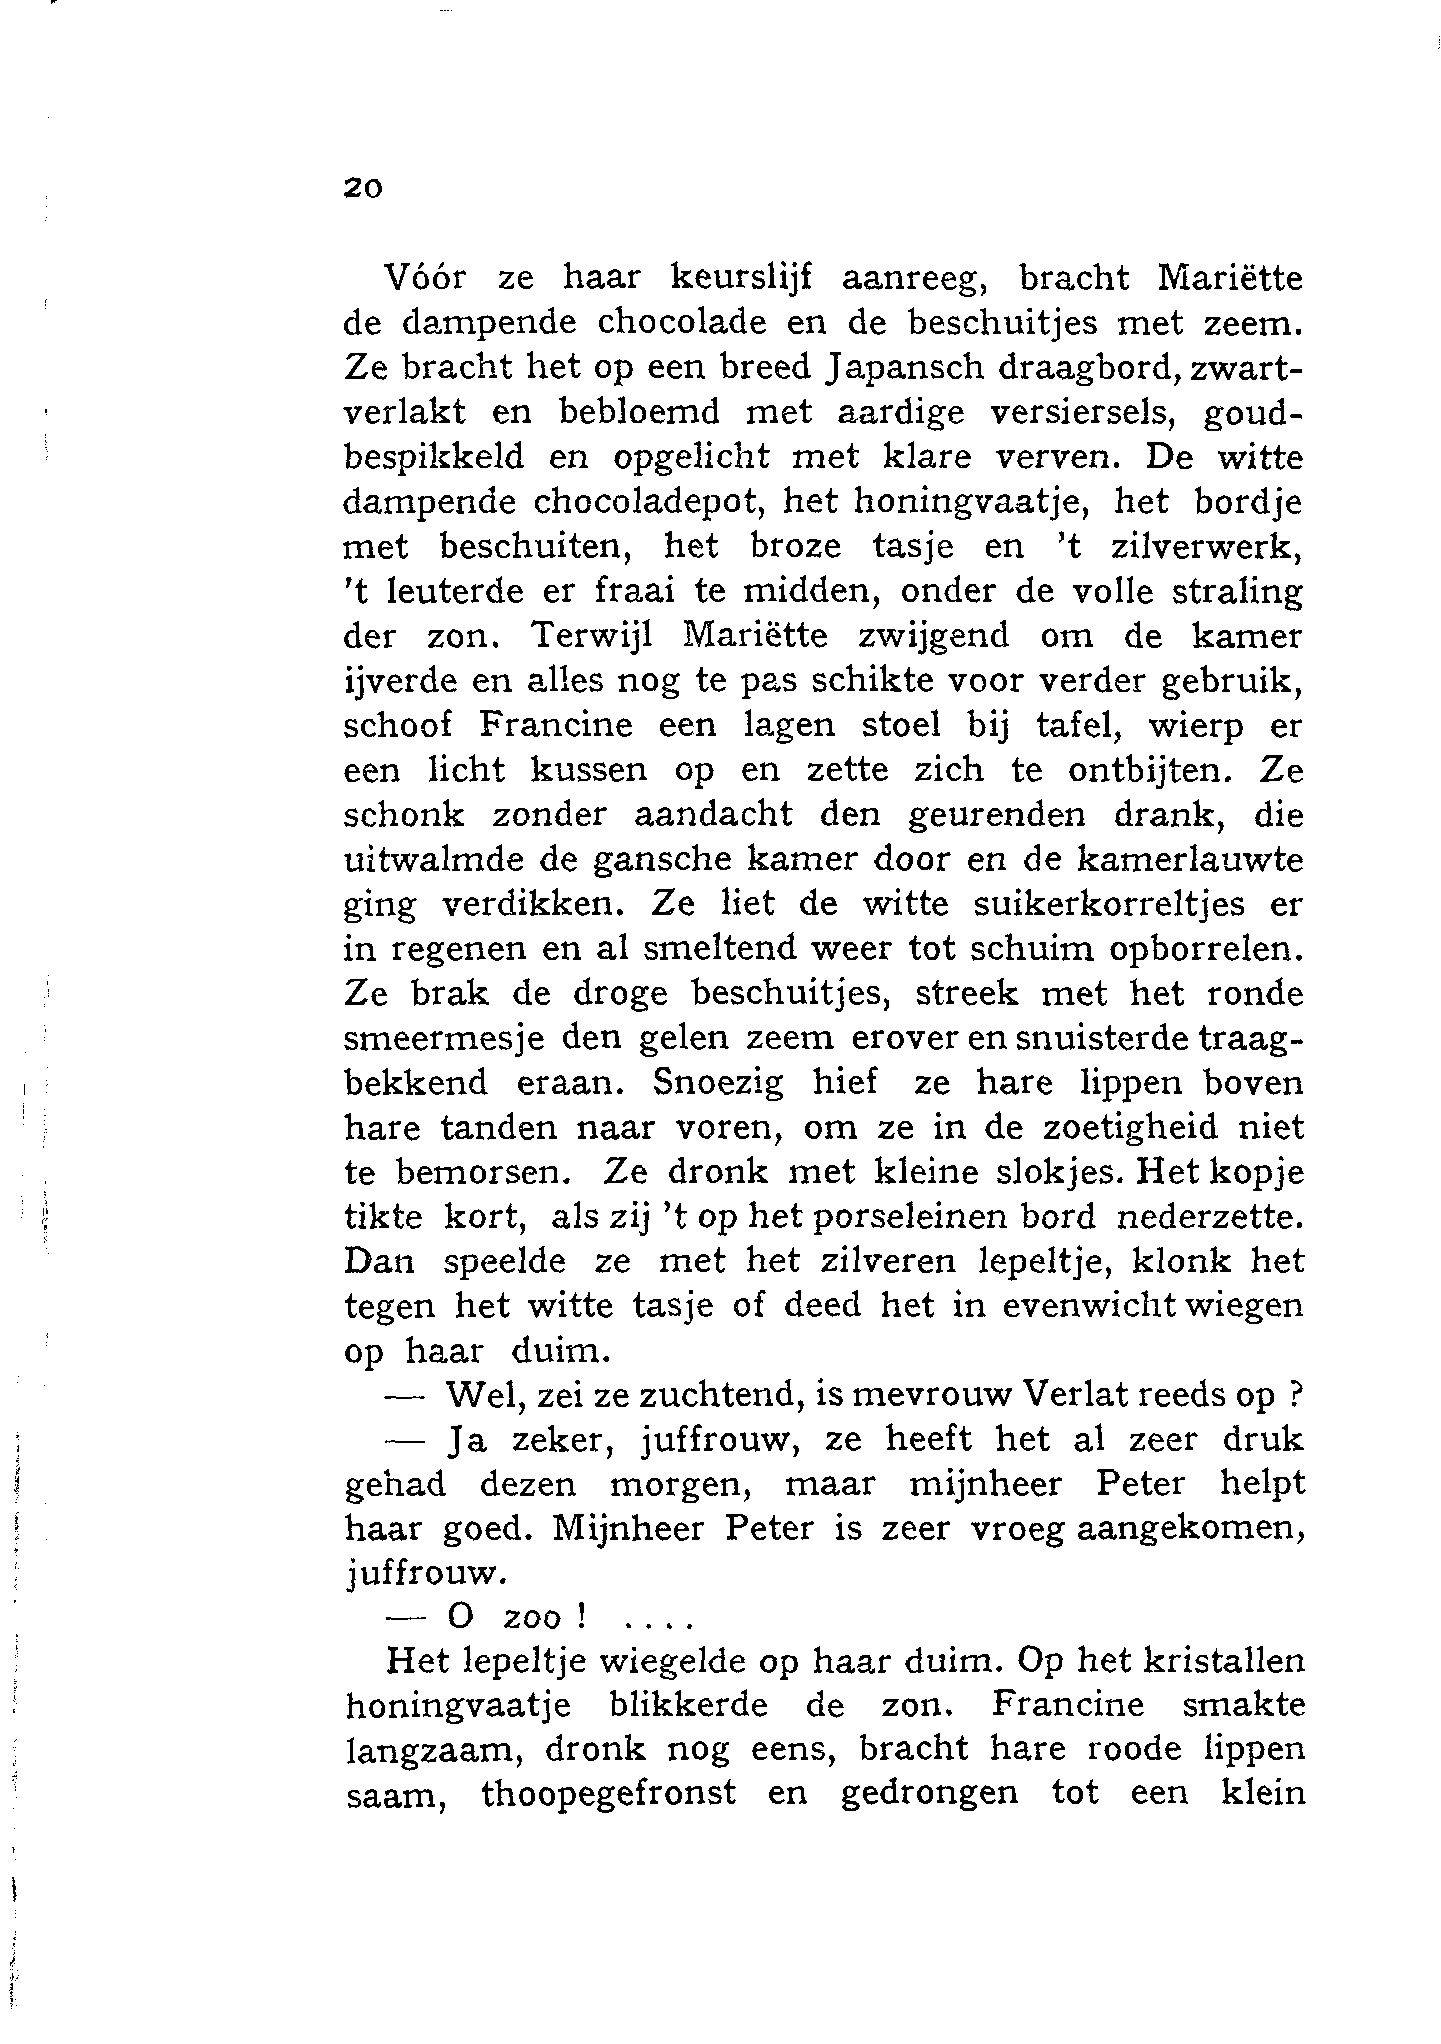 20
Vóór ze haar keurslijf aanreeg, bracht Mariëtte
de dampende chocolade en de beschuitjes met zeem.
Ze bracht het op een breed Japansch draagbord, zwart-
verlakt en bebloemd met aardige versiersels, goud-
bespikkeld en opgelicht met klare verven. De witte
dampende chocoladepot, het honingvaatje, het bordje
met beschuiten, het broze tasje en 't zilverwerk,
't leuterde er fraai te midden, onder de volle straling
der zon. Terwijl Mariëtte zwijgend om de kamer
ijverde en alles nog te pas schikte voor verder gebruik,
schoof Francine een lagen stoel bij tafel, wierp er
een licht kussen op en zette zich te ontbijten. Ze
schonk zonder aandacht den geurenden drank, die
uitwalmde de gansche kamer door en de kamerlauwte
ging verdikken. Ze liet de witte suikerkorreltjes er
in regenen en al smeltend weer tot schuim opborrelen.
Ze brak de droge beschuitjes, streek met het ronde
smeermesje den gelen zeem erover en snuisterde traag-
bekkend eraan. Snoezig hief ze hare lippen boven
hare tanden naar voren, om ze in de zoetigheid niet
te bemorsen. Ze dronk met kleine slokjes. Het kopje
tikte kort, als zij 't op het porseleinen bord nederzette.
Dan speelde ze met het zilveren lepeltje, klonk het
tegen het witte tasje of deed het in evenwicht wiegen
op haar duim.
— Wel, zei ze zuchtend, is mevrouw Verlat reeds op ?
— Ja zeker, juffrouw, ze heeft het al zeer druk
gehad dezen morgen, maar mijnheer Peter helpt
haar goed. Mijnheer Peter is zeer vroeg aangekomen,
juffrouw.
— O zoo ! ....
Het lepeltje wiegelde op haar duim. Op het kristallen
honingvaatje blikkerde de zon. Francine smakte
langzaam, dronk nog eens, bracht hare roode lippen
saam, thoopegefronst en gedrongen tot een klein